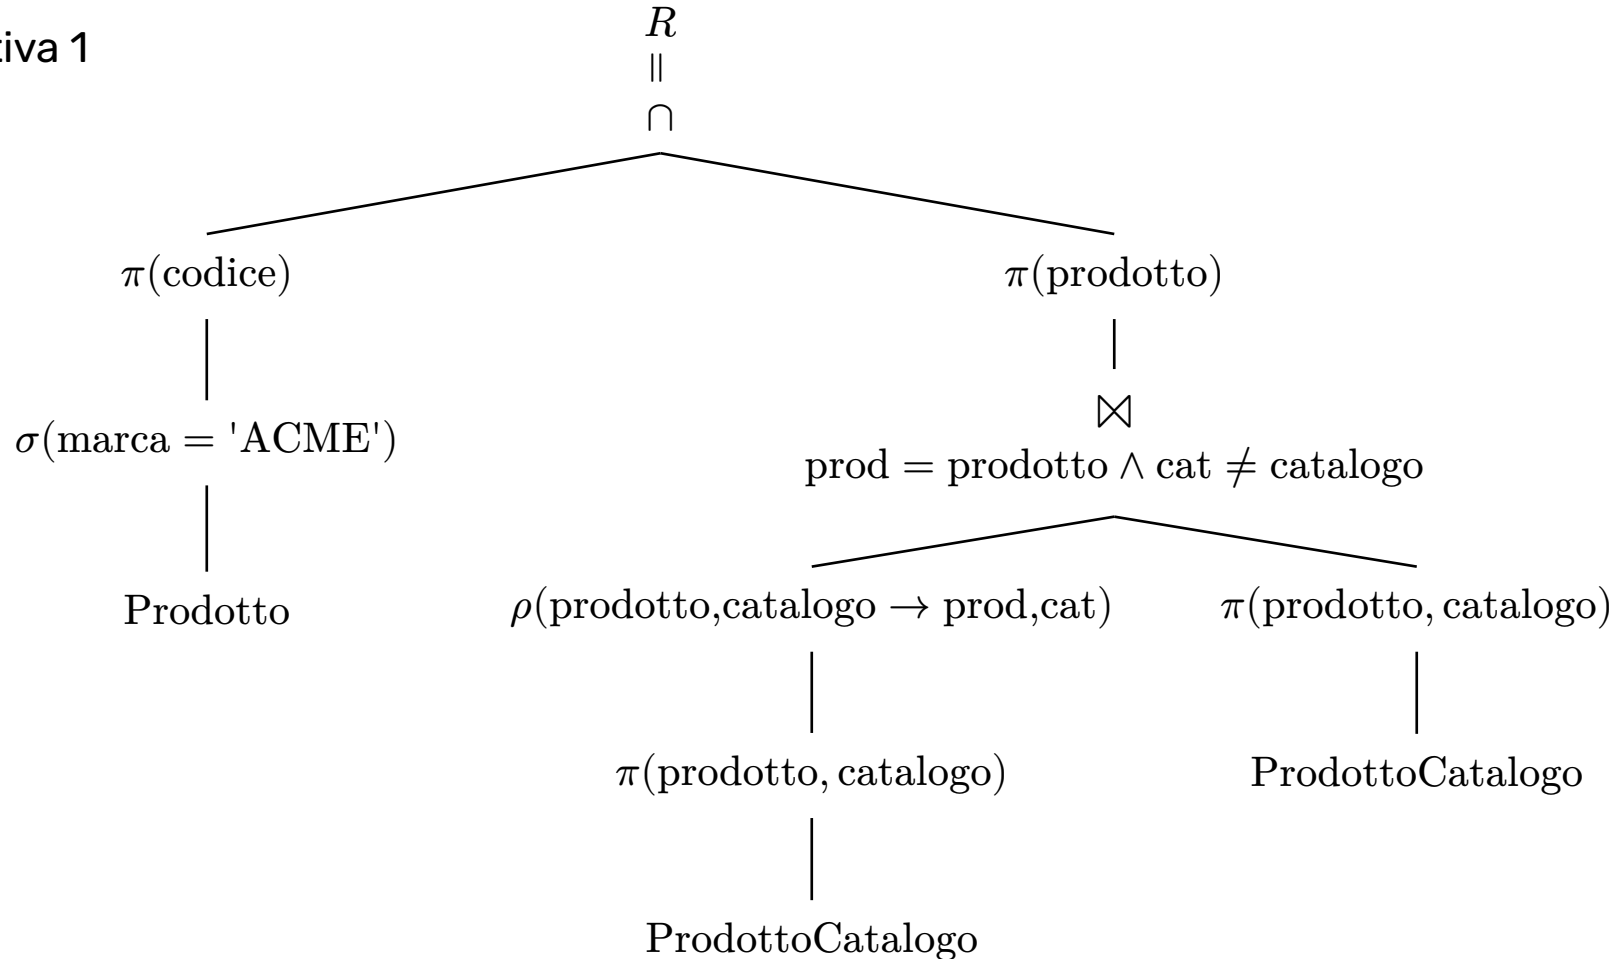 tiva 1
R
=
∩
π(codice) π(prodotto)
⋈
σ(marca = 'ACME')
prod = prodotto ∧ cat ≠ catalogo
Prodotto ρ(prodotto,catalogo → prod,cat) π(prodotto, catalogo)
π(prodotto, catalogo) ProdottoCatalogo
ProdottoCatalogo